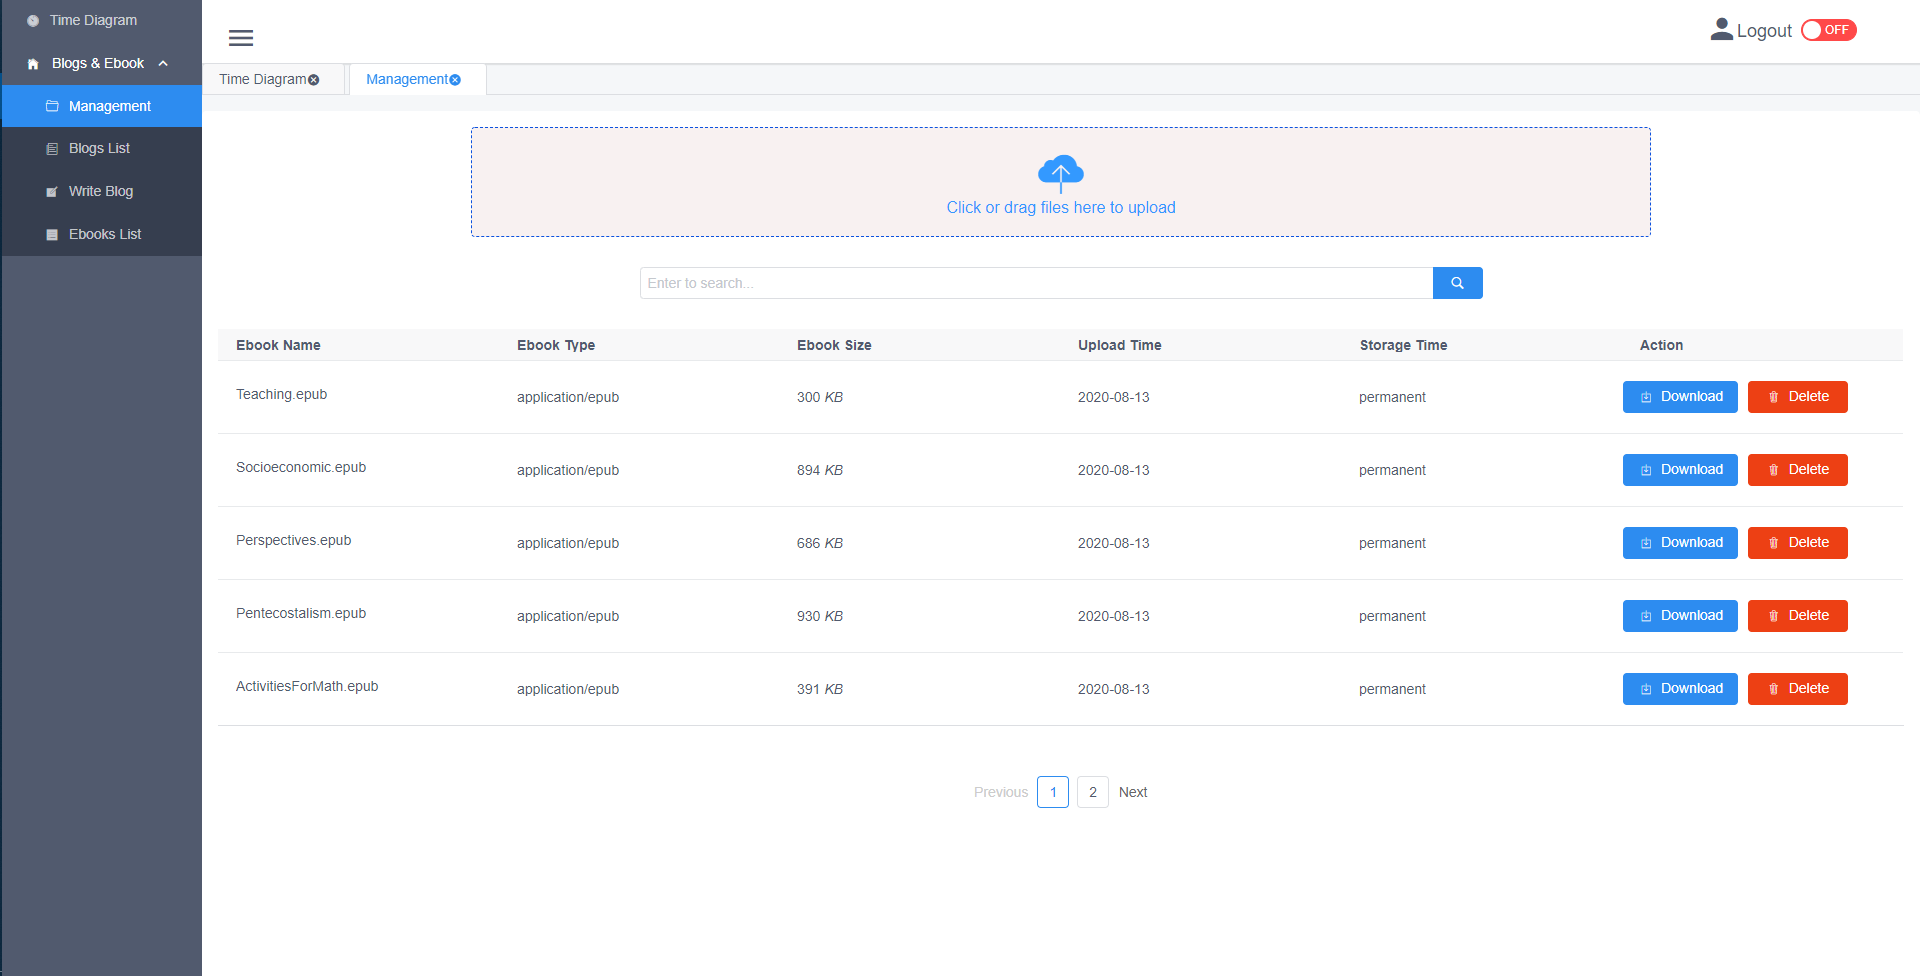 Time Diagram
Blogs & Ebook
Management
Blogs List
Write Blog
Ebooks List
Logout OFF
Time Diagram Management
Click or drag files here to upload
Enter to search...
Ebook Name Ebook Type Ebook Size Upload Time Storage Time Action
Teaching.epub application/epub 300 KB 2020-08-13 permanent Download Delete
Socioeconomic.epub application/epub 894 KB 2020-08-13 permanent Download Delete
Perspectives.epub application/epub 686 KB 2020-08-13 permanent Download Delete
Pentecostalism.epub application/epub 930 KB 2020-08-13 permanent Download Delete
ActivitiesForMath.epub application/epub 391 KB 2020-08-13 permanent Download Delete
Previous 1 2 Next